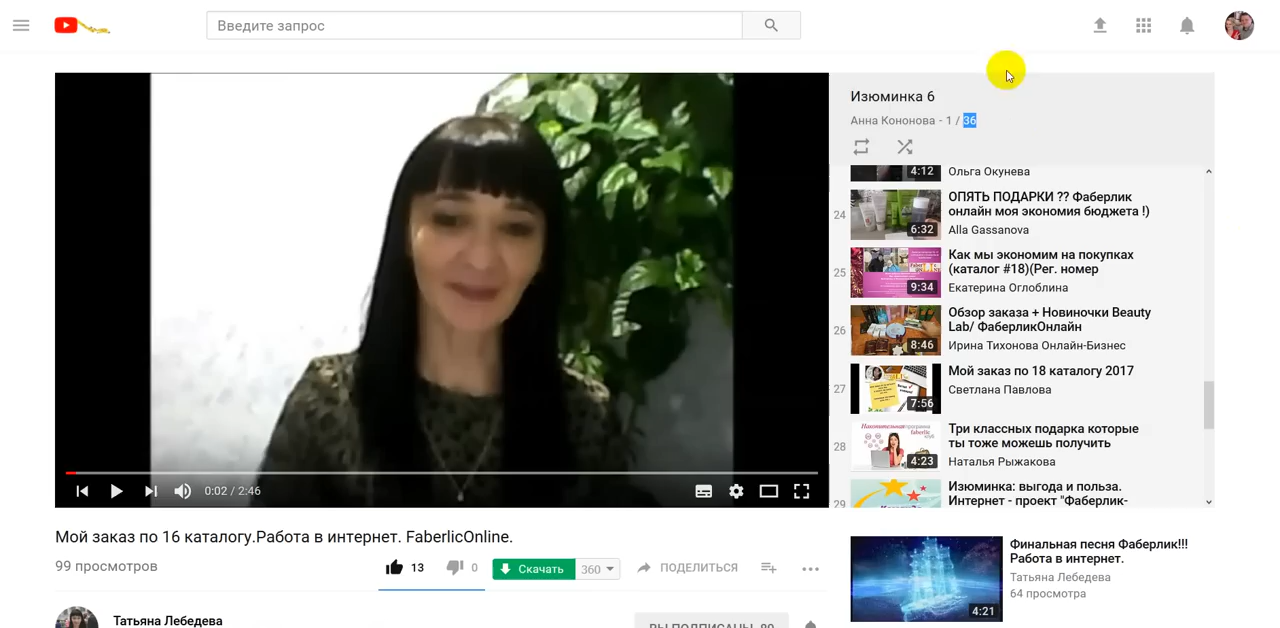 Введите запрос
Изюминка 6
Анна Кононова - 1 / 36
4:12
Ольга Окунева
24
6:32
ОПЯТЬ ПОДАРКИ ?? Фаберлик
онлайн моя экономия бюджета !)
Alla Gassanova
25
9:34
Как мы экономим на покупках
(каталог #18)(Рег. номер
Екатерина Оглоблина
26
8:46
Обзор заказа + Новиночки Beauty
Lab/ ФаберликОнлайн
Ирина Тихонова Онлайн-Бизнес
27
7:56
Мой заказ по 18 каталогу 2017
Светлана Павлова
28
4:23
Три классных подарка которые
ты тоже можешь получить
Наталья Рыжакова
29
Изюминка: выгода и польза.
Интернет - проект "Фаберлик-
0:02 / 2:46
Мой заказ по 16 каталогу.Работа в интернет. FaberlicOnline.
99 просмотров
13
0
Скачать
360
ПОДЕЛИТЬСЯ
Татьяна Лебедева
ВЫ ПОДПИСАНЫ 89
4:21
Финальная песня Фаберлик!!!
Работа в интернет.
Татьяна Лебедева
64 просмотра